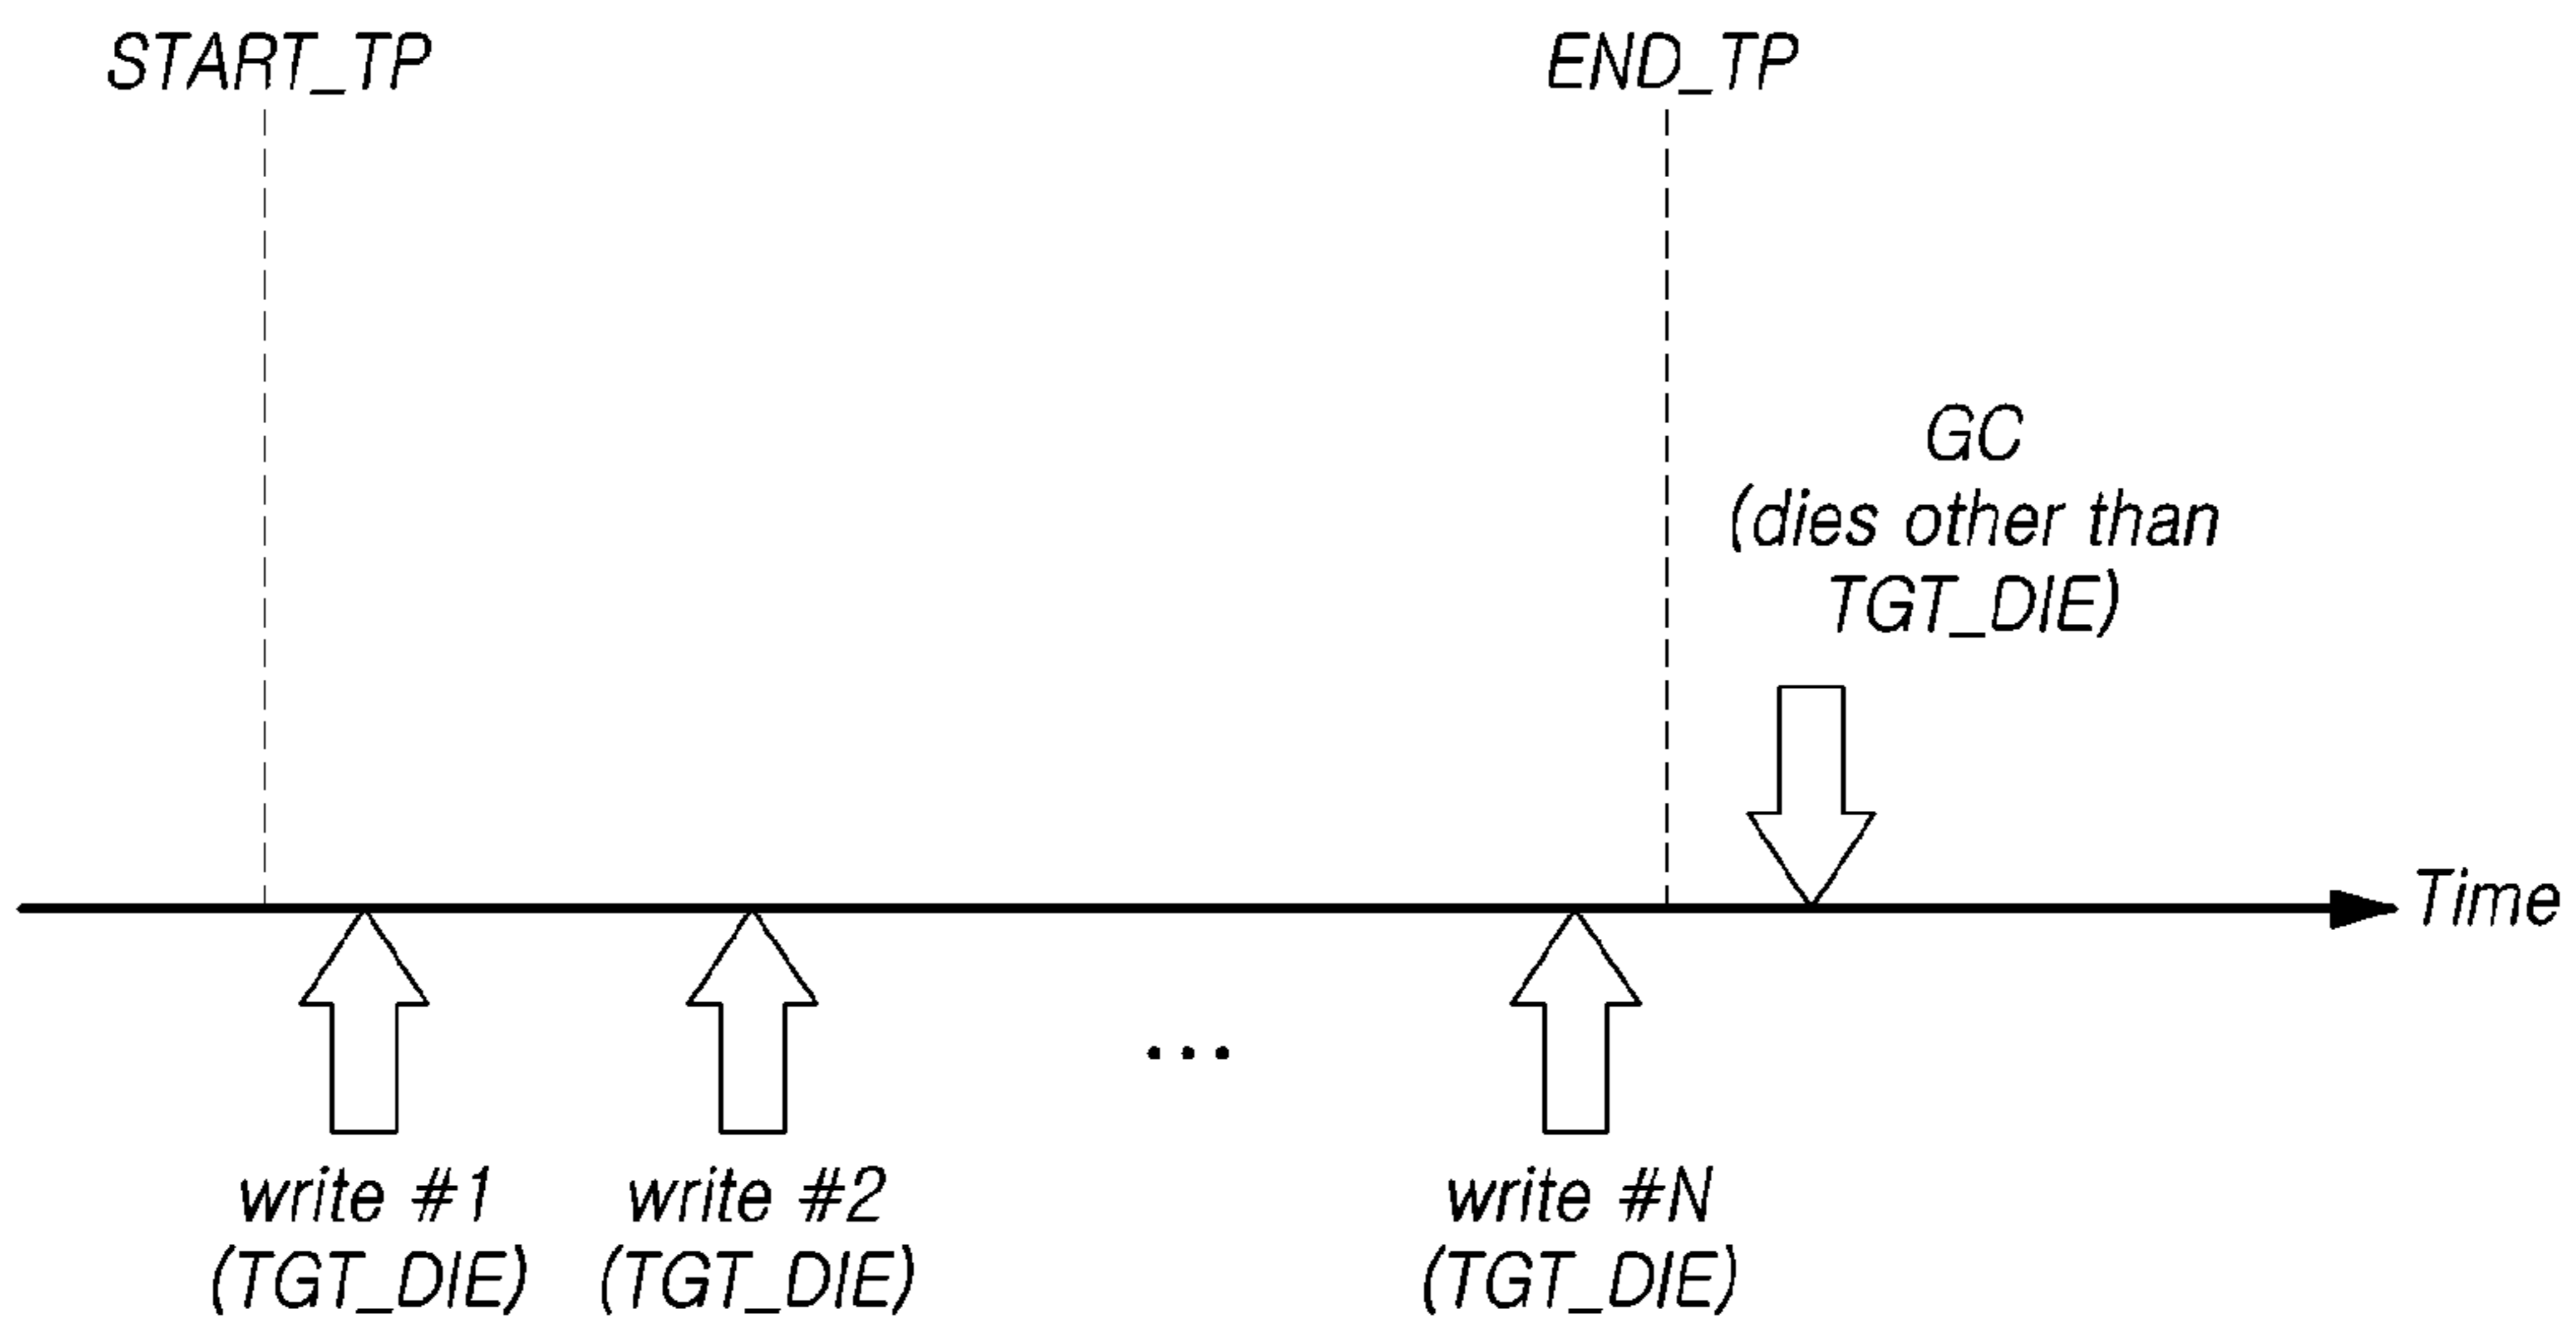 START_TP
END_TP
GC
(dies other than
TGT_DIE)
Time
write #1
(TGT_DIE)
write #2
(TGT_DIE)
...
write #N
(TGT_DIE)